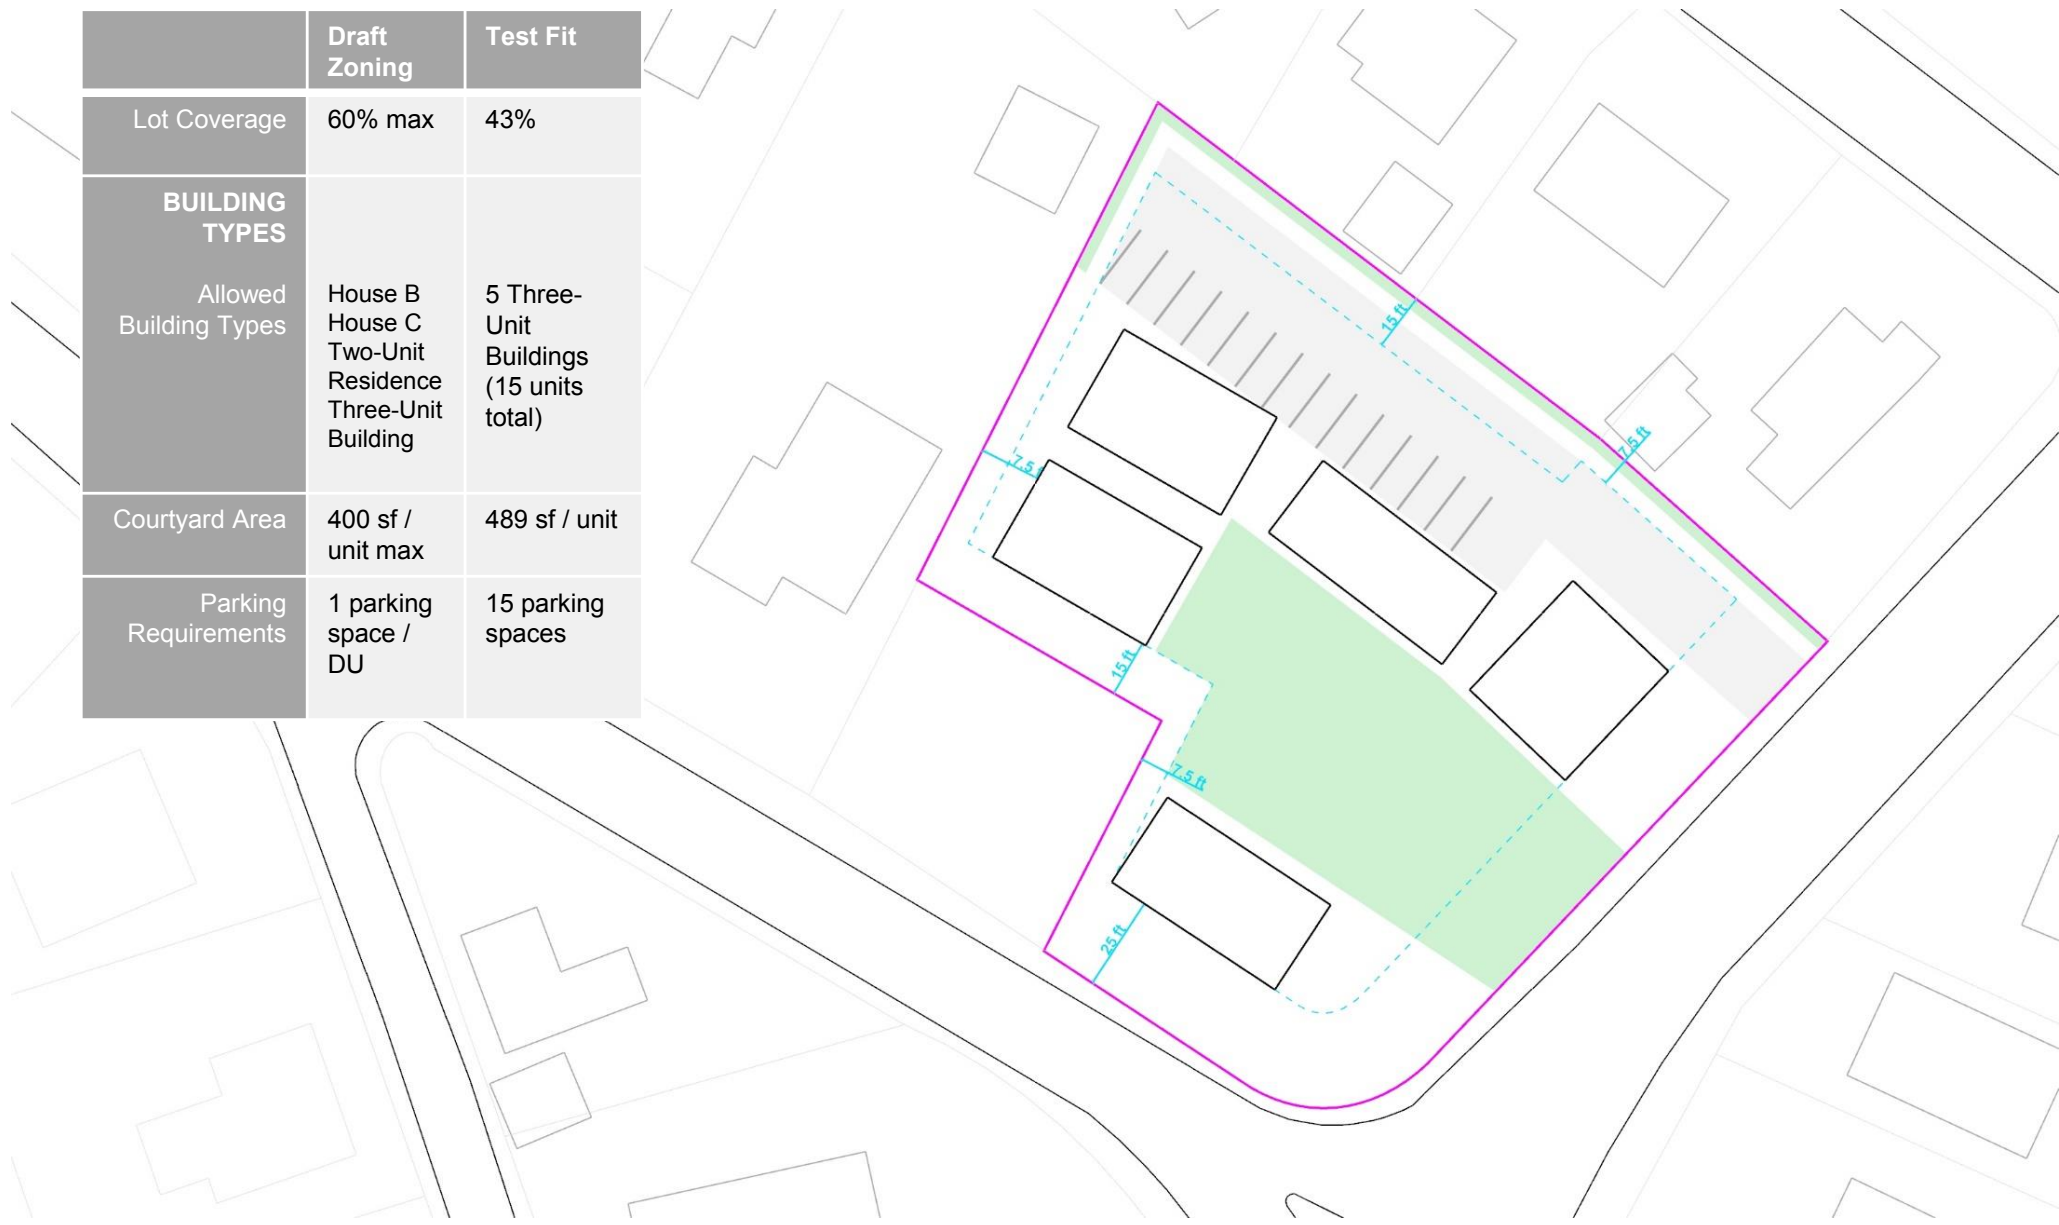 Draft
Zoning
Test Fit
Lot Coverage
60% max
43%
BUILDING
TYPES
Allowed
Building Types
House B
House C
Two-Unit
Residence
Three-Unit
Building
5 Three-
Unit
Buildings
(15 units
total)
Courtyard Area
400 sf /
unit max
489 sf / unit
Parking
Requirements
1 parking
space /
DU
15 parking
spaces
15 ft
7.5 ft
7.5 f
15 ft
7.5 ft
25 ft